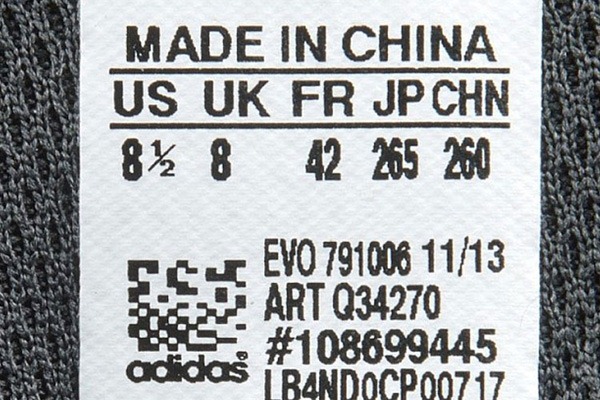 MADE IN CHINA
US UK FR JP CHN
8½ 8 42 265 260
EVO 791006 11/13
ART Q34270
#108699445
adidas®
LB4ND0CP00717